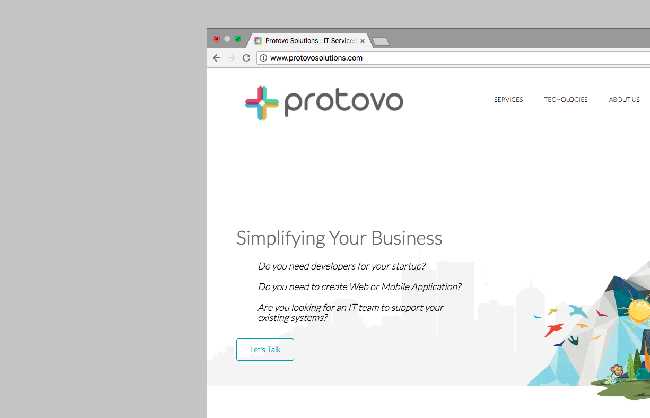 Protovo Solutions - IT Services
www.protovosolutions.com
protovo
SERVICES TECHOLOGIES ABOUT US
Simplifying Your Business
Do you need developers for your startup?
Do you need to create Web or Mobile Application?
Are you looking for an IT team to support your
existing systems?
Let's Talk